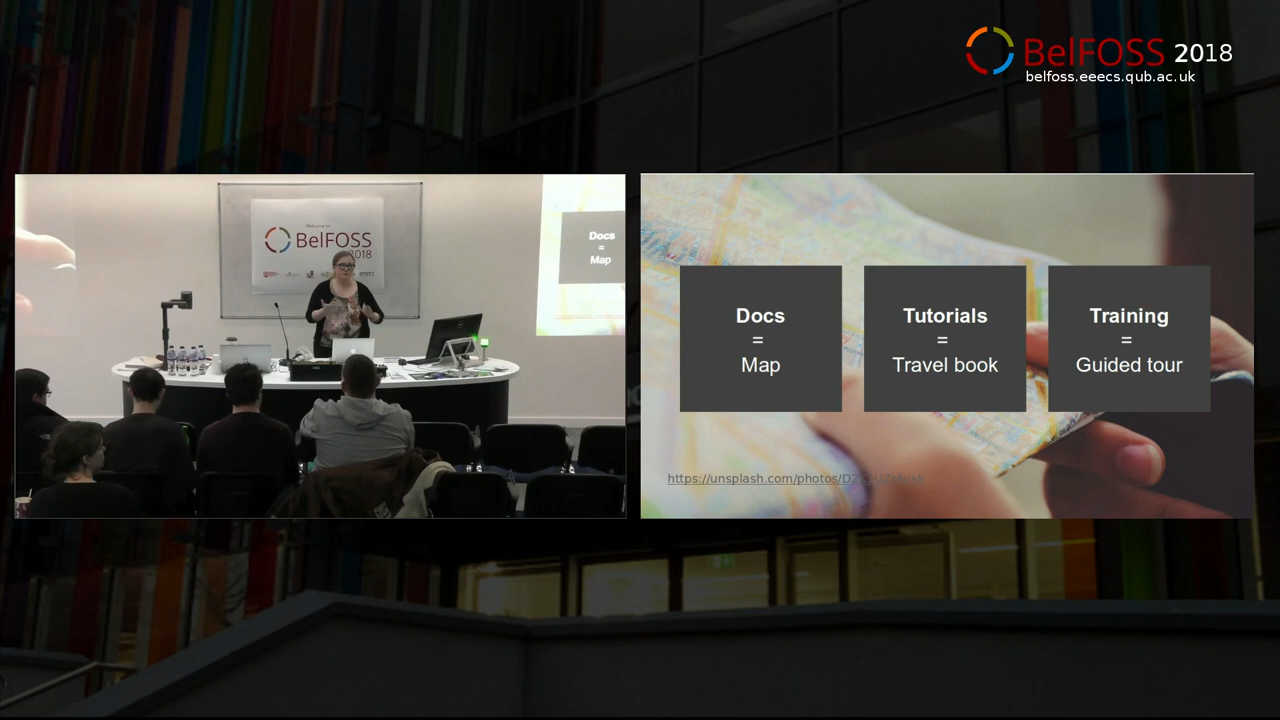 BelFOSS 2018
belfoss.eeecs.qub.ac.uk
Welcome to
BelFOSS
2018
Docs
=
Map
Docs
=
Map
Tutorials
=
Travel book
Training
=
Guided tour